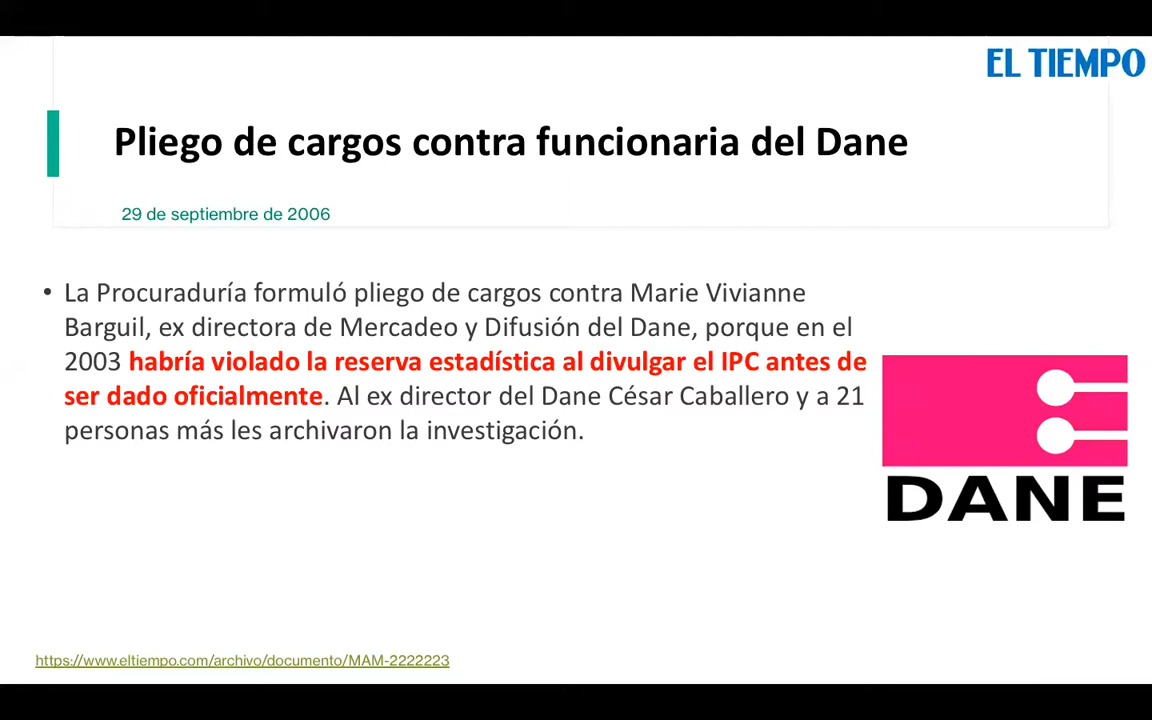 EL TIEMPO
Pliego de cargos contra funcionaria del Dane
29 de septiembre de 2006
• La Procuraduría formuló pliego de cargos contra Marie Vivianne
Barguil, ex directora de Mercadeo y Difusión del Dane, porque en el
2003 habría violado la reserva estadística al divulgar el IPC antes de
ser dado oficialmente. Al ex director del Dane César Caballero y a 21
personas más les archivaron la investigación.
DANE
https://www.eltiempo.com/archivo/documento/MAM-2222223